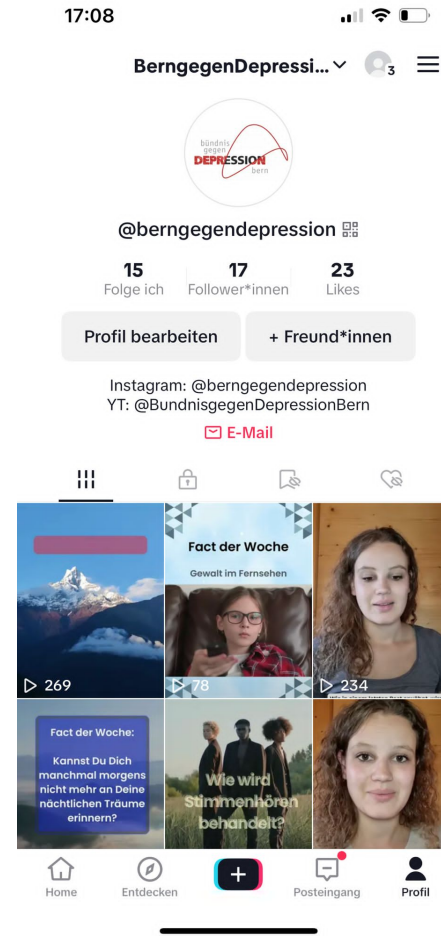 17:08
BerngegenDepressi...
3
bündnis
gegen
DEPRESSION
bern
@berngegendepression
15 17 23
Folge ich Follower*innen Likes
Profil bearbeiten + Freund*innen
Instagram: @berngegendepression
YT: @BundnisgegenDepressionBern
E-Mail
269
Fact der Woche
Gewalt im Fernsehen
78
234
Fact der Woche:
Kannst Du Dich
manchmal morgens
nicht mehr an Deine
nächtlichen Träume
erinnern?
Wie wird
Stimmenhören
behandelt?
Home Entdecken Posteingang Profil